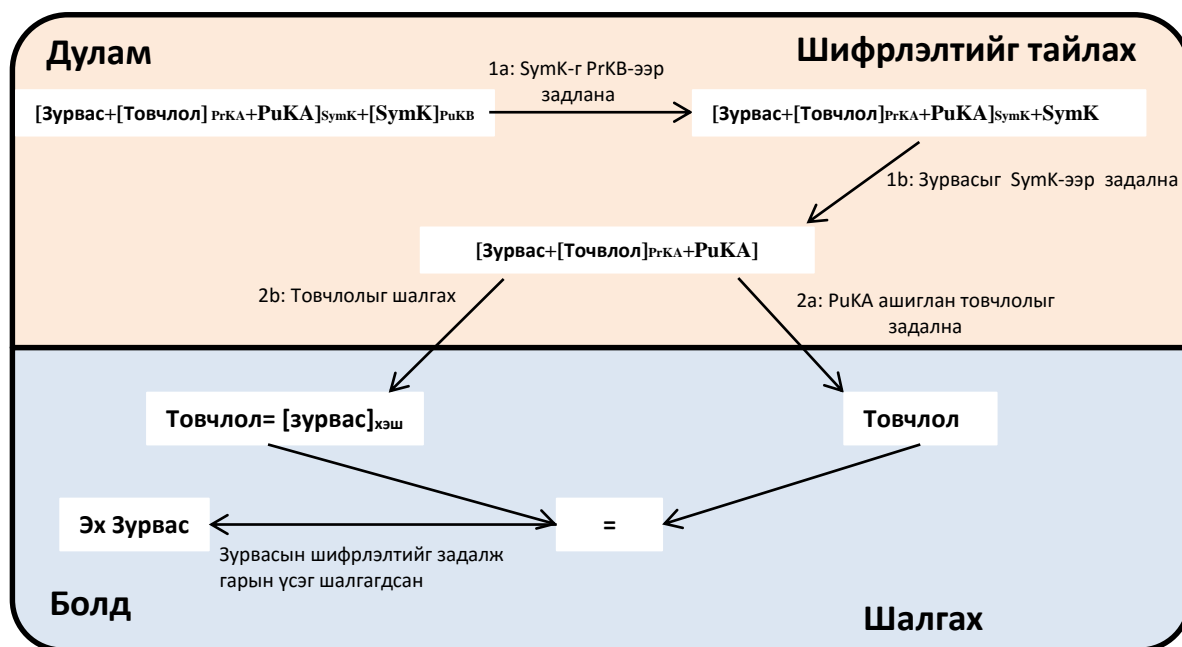 Дулам
Шифрлэлтийг тайлах
1a: SymK-г PrKB-ээр
задлана
[Зурвас+[Товчлол] PrKA+PuKA]SymK+[SymK]PuKB
[Зурвас+[Товчлол]PrKA+PuKA]SymK+SymK
1b: Зурвасыг SymK-ээр задална
[Зурвас+[Точвлол]PrKA+PuKA]
2b: Товчлолыг шалгах
2a: PuKA ашиглан товчлолыг
задална
Товчлол= [зурвас]хэш
Товчлол
Эх Зурвас
=
Зурвасын шифрлэлтийг задалж
гарын үсэг шалгагдсан
Болд
Шалгах